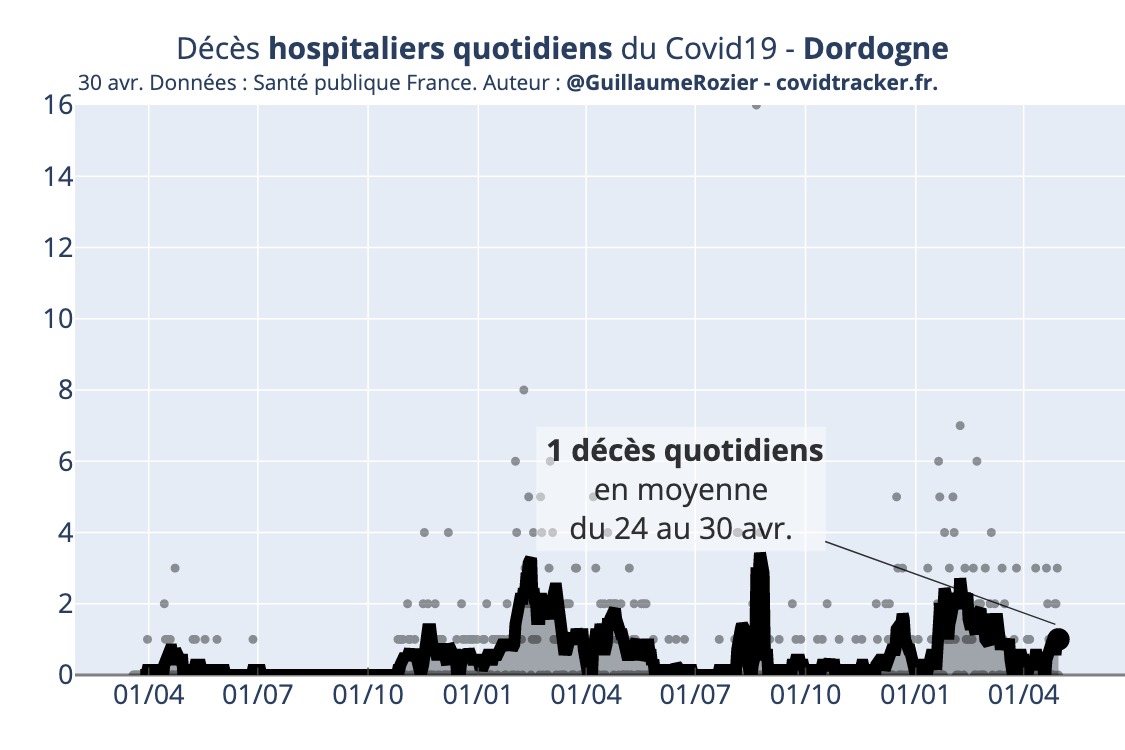 Décès hospitaliers quotidiens du Covid19 - Dordogne
30 avr. Données : Santé publique France. Auteur : @GuillaumeRozier - covidtracker.fr.
16
14
12
10
8
6
4
2
0
1 décès quotidiens
en moyenne
du 24 au 30 avr.
01/04 01/07 01/10 01/01 01/04 01/07 01/10 01/01 01/04